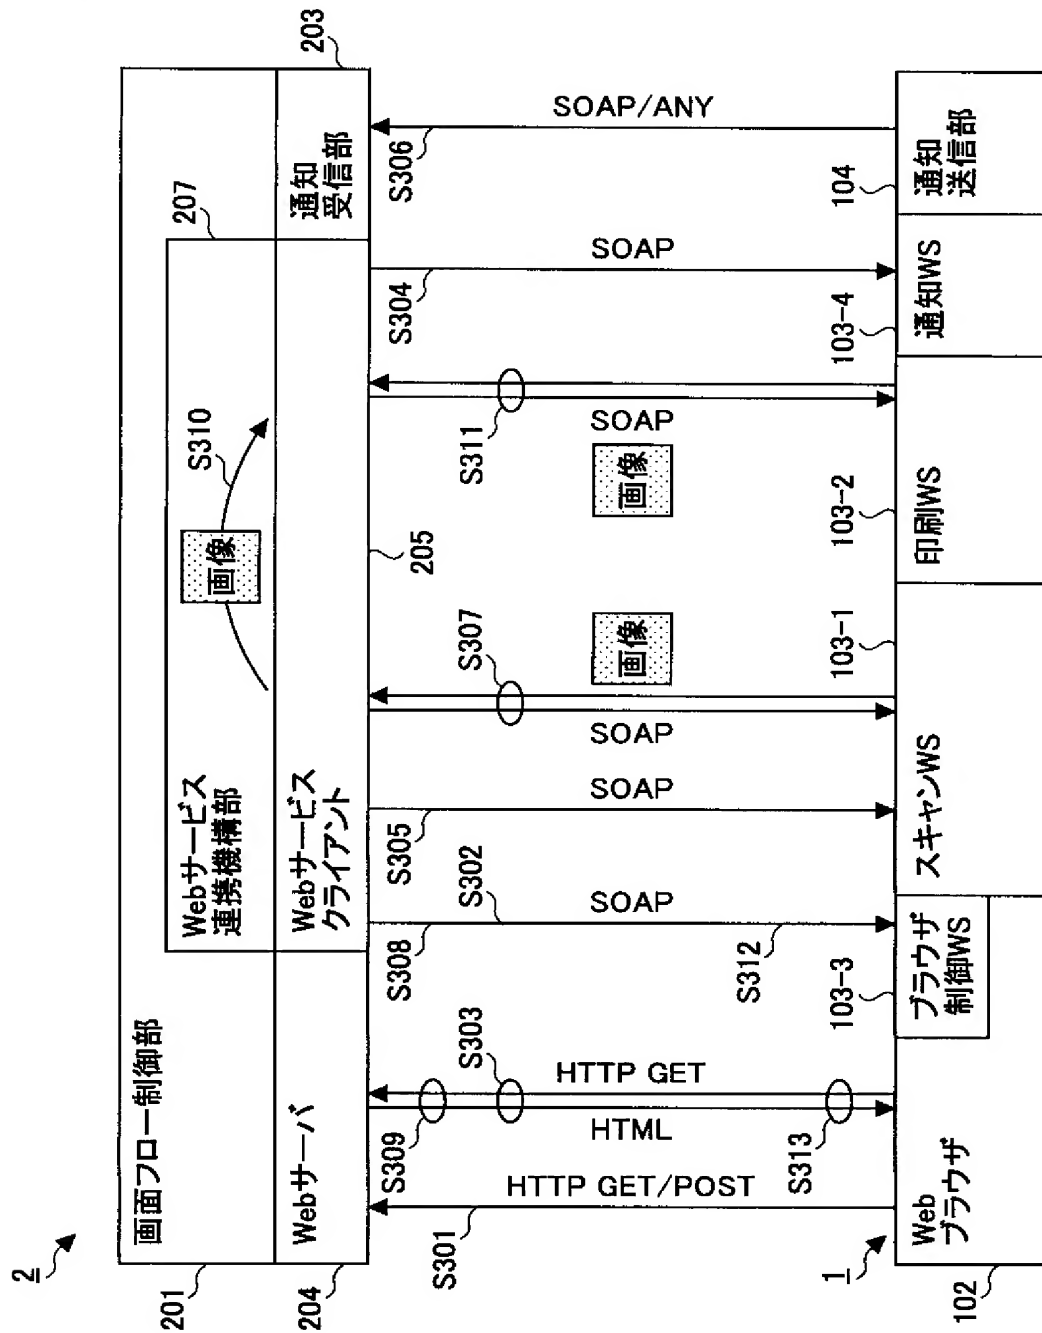 2
201
画面フロー制御部
207
Webサービス
連携機構部
画像
S310
204
Webサーバ
Webサービス
クライアント
205
通知
受信部
203
S301
HTTP GET/POST
S309
S303
S313
HTTP GET
HTML
S308
S302
S312
SOAP
S305
SOAP
S307
SOAP
画像
画像
S311
SOAP
S304
SOAP
S306
SOAP/ANY
1
102
Web
ブラウザ
103-3
ブラウザ
制御WS
103-1
スキャンWS
103-2
印刷WS
103-4
通知WS
104
通知
送信部